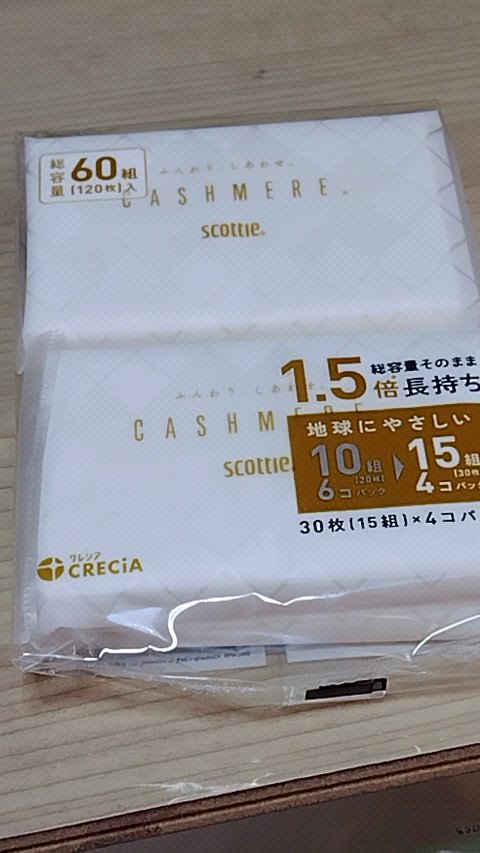 総容量 60組
(120枚)入
ふんわり、しあわせ。
CASHMERE.
scottie®
1.5倍長持ち
総容量そのまま
ふんわり、しあわせ。
CASHMERE
scottie
地球にやさしい
10組 (20枚) 6コパック
15組 (30枚) 4コパック
30枚(15組)×4コパ
クレシア
CRECIA